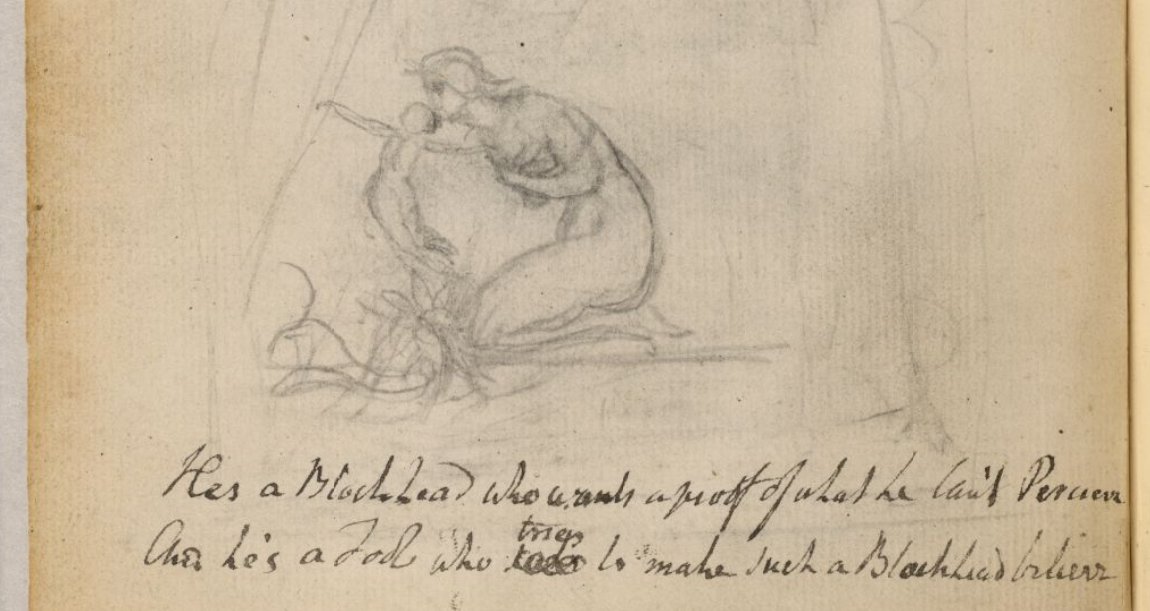 Hes a Blockhead who wants a proof of what he Can't Percieve
tries
And he's a Fool who to make such a Blockhead believe